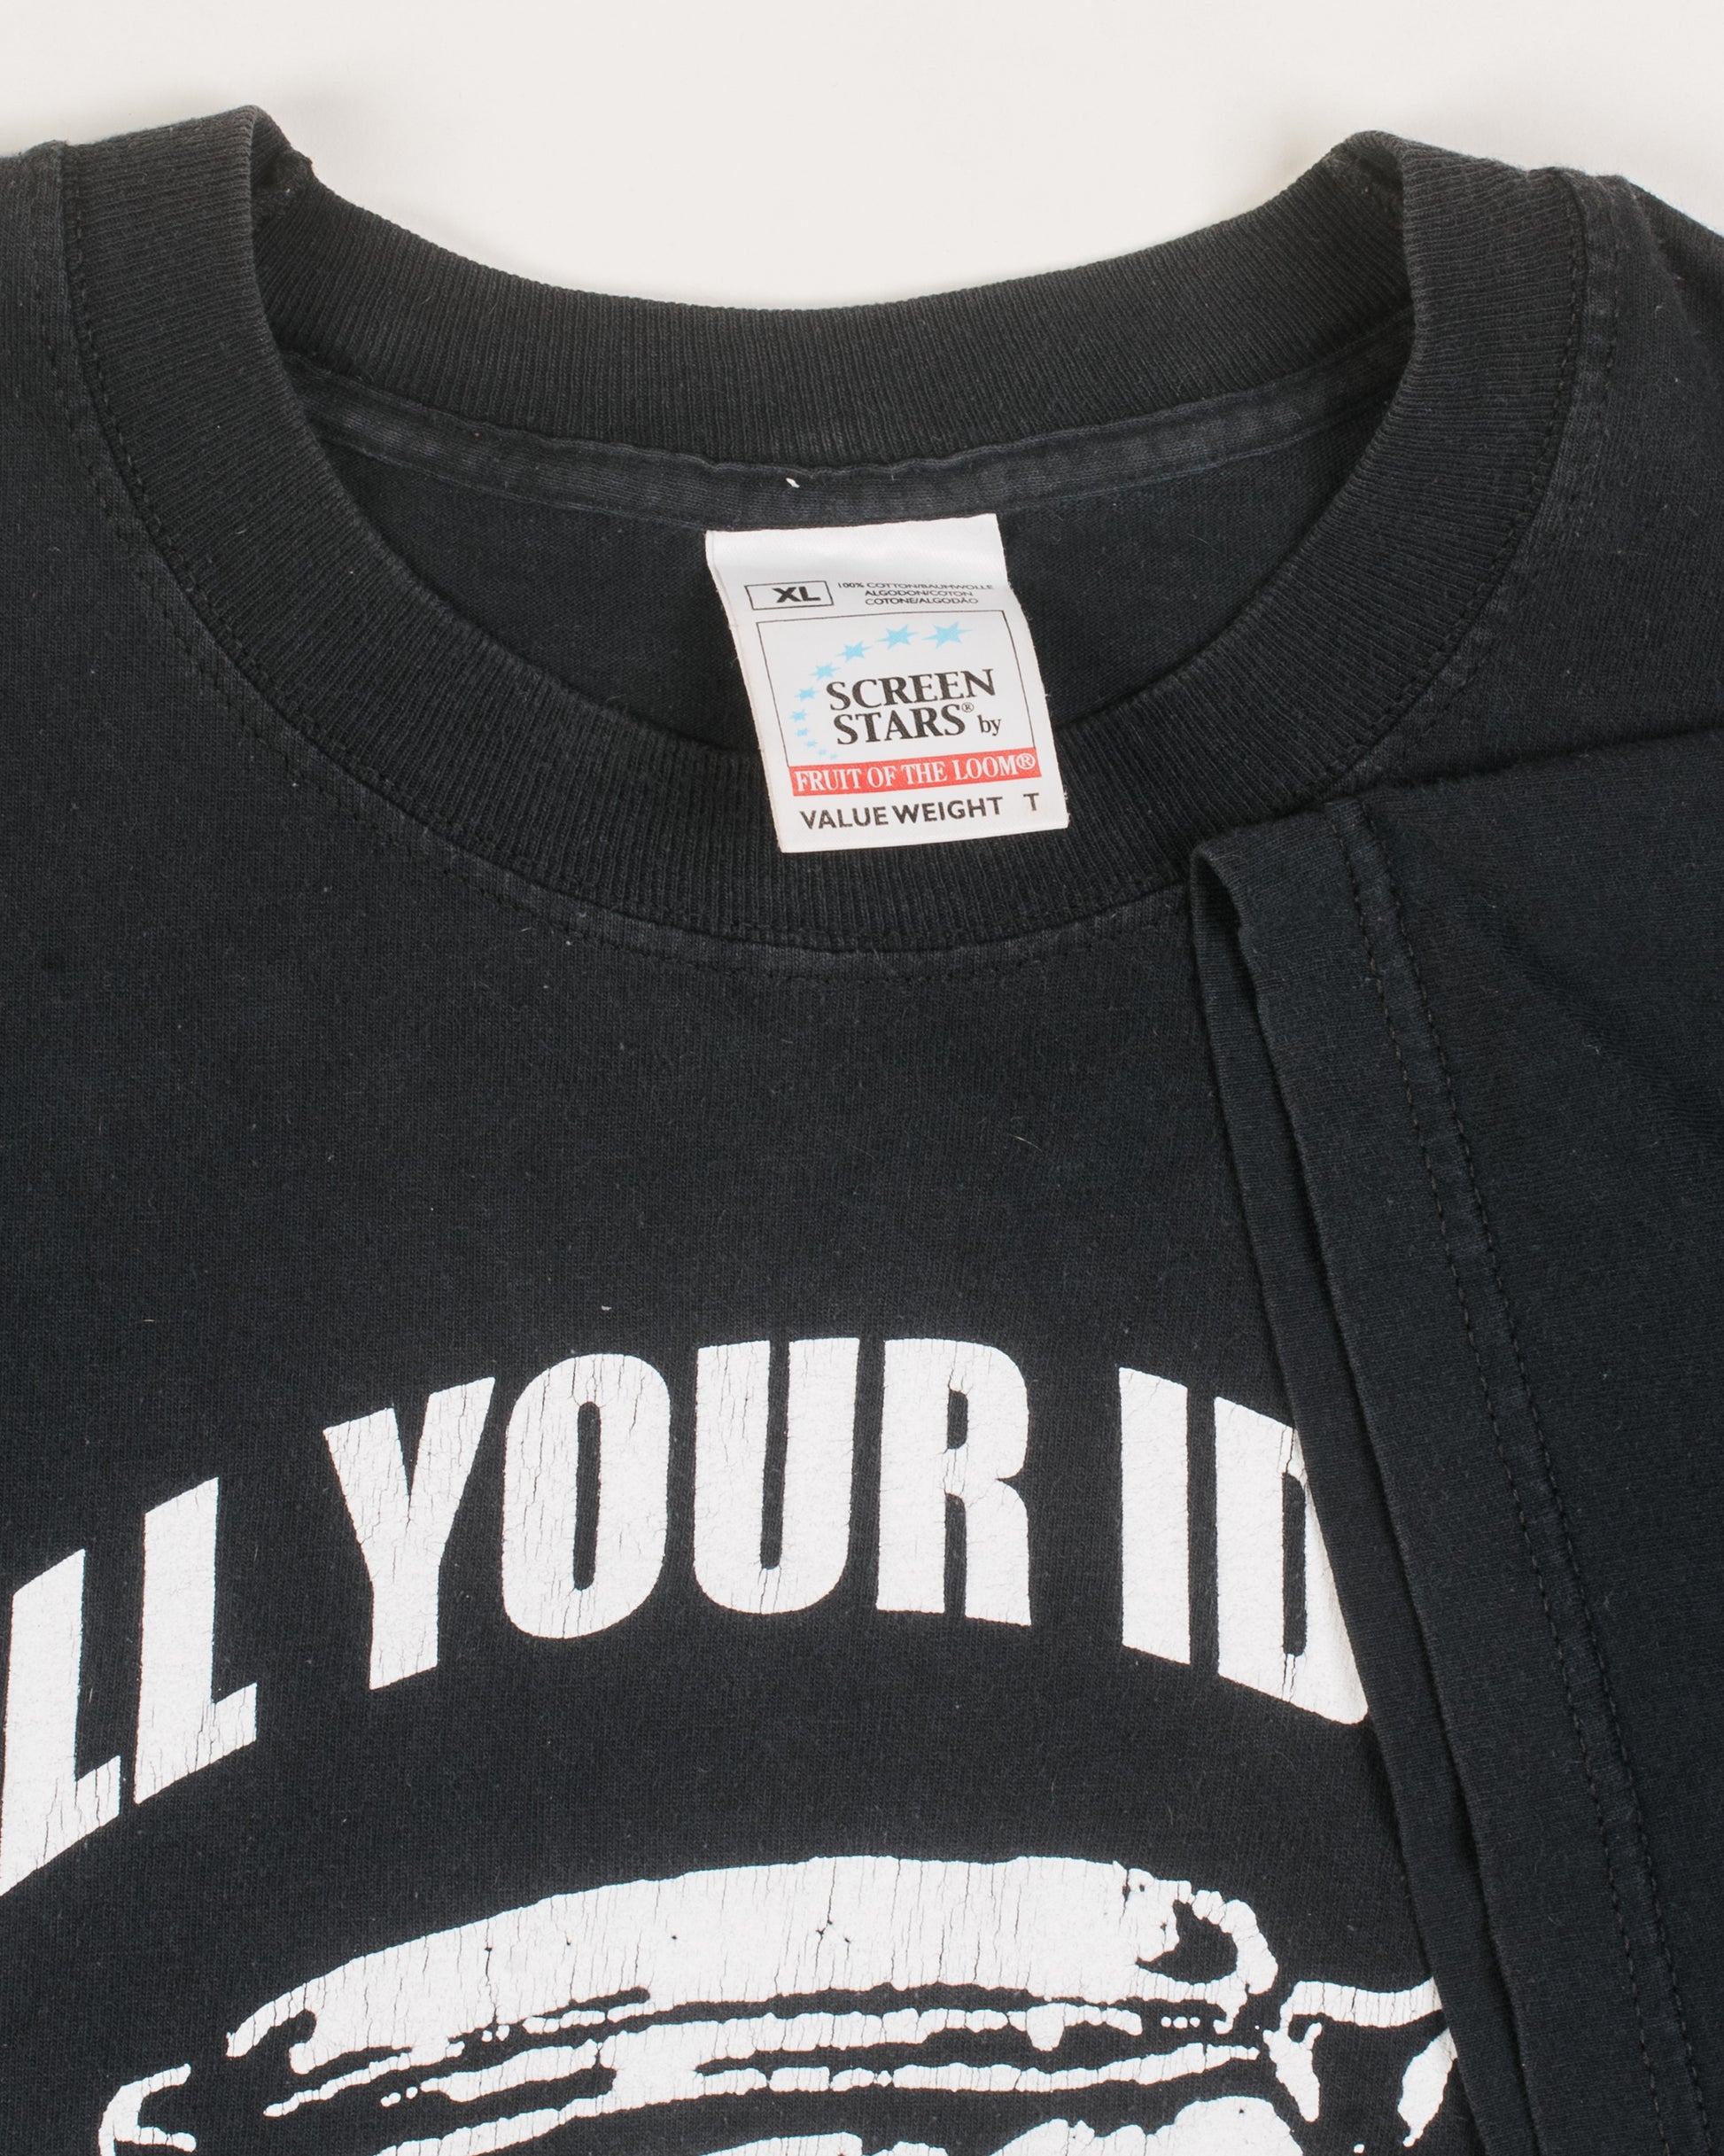 XL
100% COTTON/BAUMWOLLE
ALGODON/COTON
COTONE/ALGODÃO
SCREEN
STARS® by
FRUIT OF THE LOOM®
VALUE WEIGHT T
LL YOUR ID